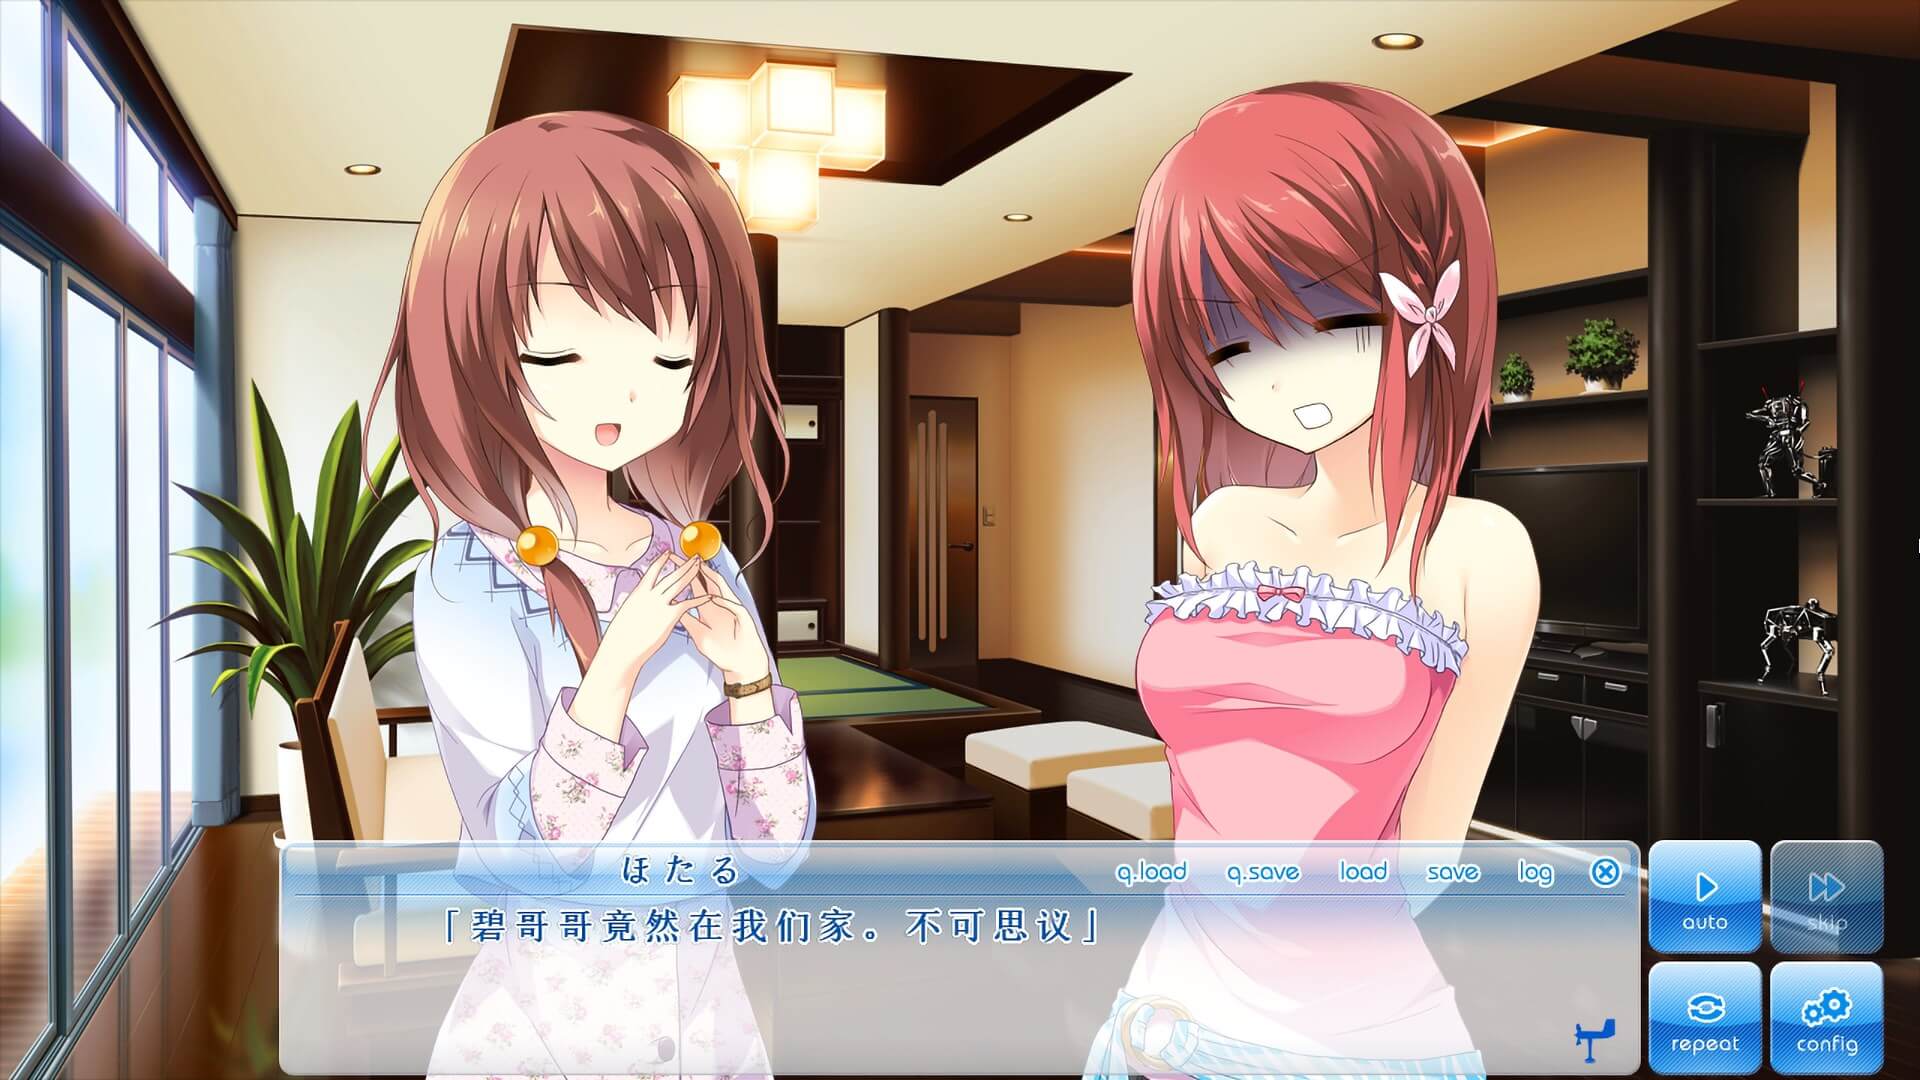 ほたる
q.load q.save load save log
「碧哥哥竟然在我们家。不可思议」
auto
skip
repeat
config